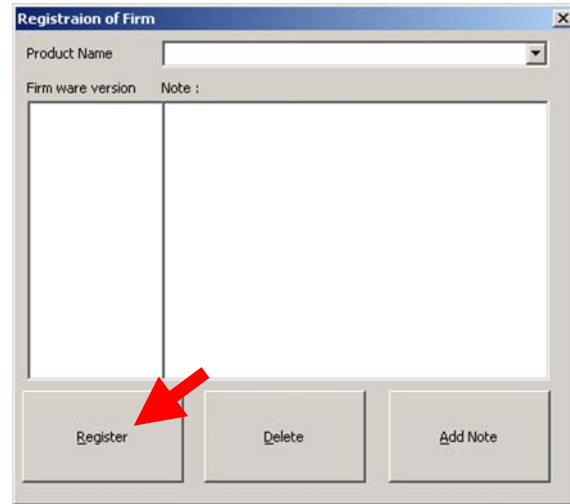 Registraion of Firm
Product Name
Firm ware version Note :
Register Delete Add Note